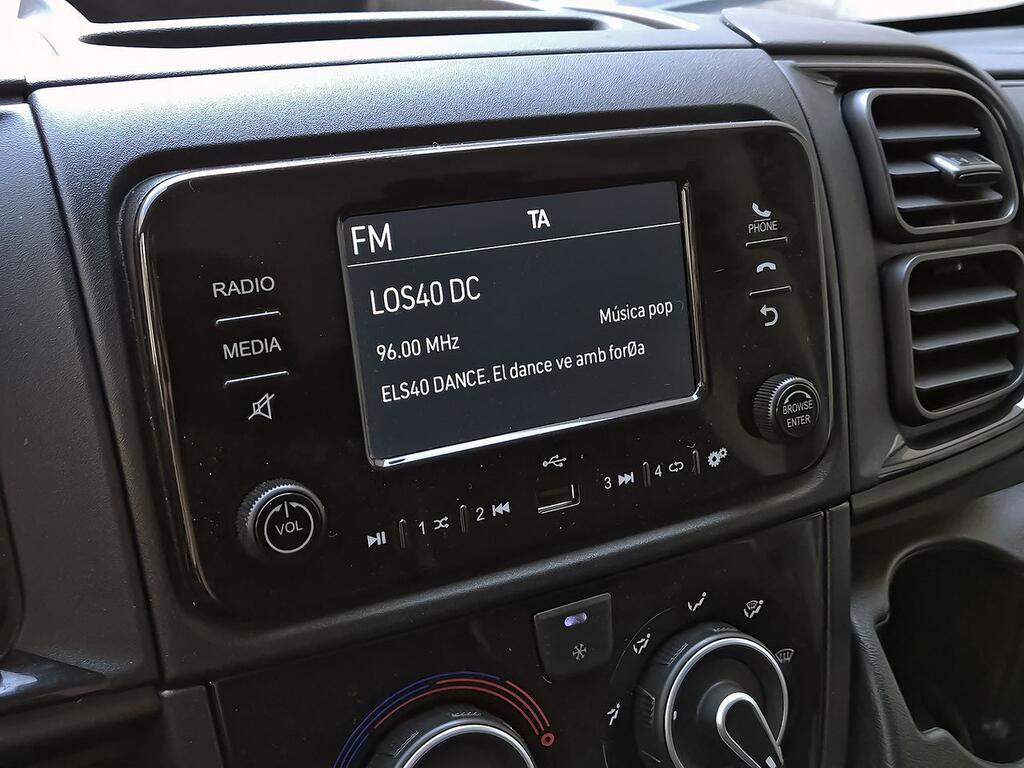 FM
TA
LOS40 DC
Música pop
96.00 MHz
ELS40 DANCE. El dance ve amb forØa
RADIO
MEDIA
VOL
PHONE
BROWSE
ENTER
1
2
3
4